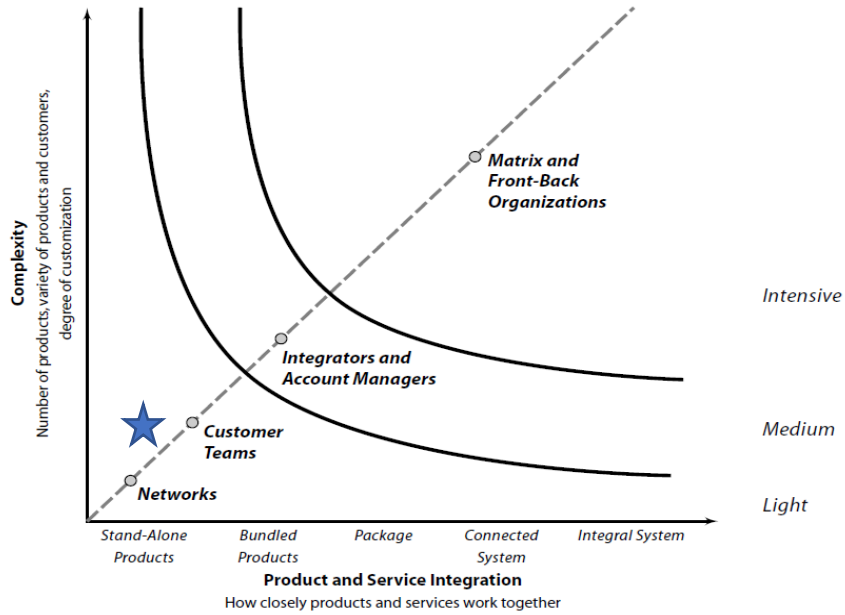 Complexity
Number of products, variety of products and customers,
degree of customization
Matrix and
Front-Back
Organizations
Intensive
Integrators and
Account Managers
Medium
Customer
Teams
Networks
Light
Stand-Alone
Products
Bundled
Products
Package
Connected
System
Integral System
Product and Service Integration
How closely products and services work together